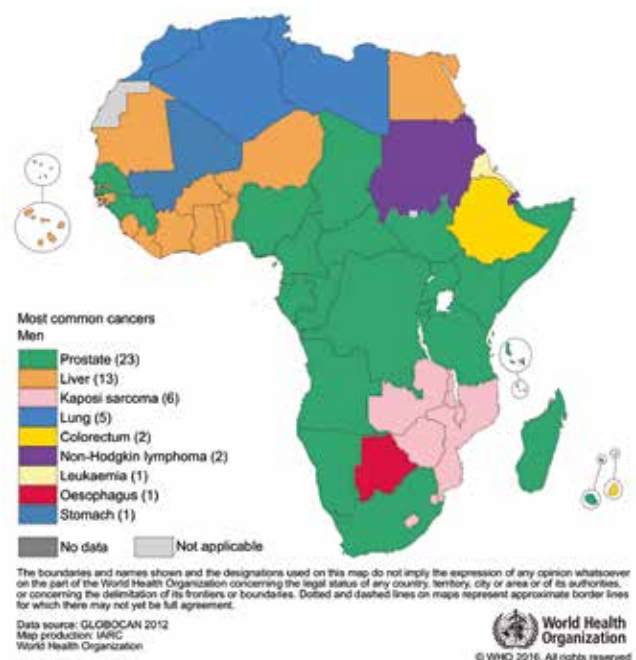 Most common cancers
Men
Prostate (23)
Liver (13)
Kaposi sarcoma (6)
Lung (5)
Colorectum (2)
Non-Hodgkin lymphoma (2)
Leukaemia (1)
Oesophagus (1)
Stomach (1)
No data
Not applicable
The boundaries and names shown and the designations used on this map do not imply the expression of any opinion whatsoever
on the part of the World Health Organization concerning the legal status of any country, territory, city or area or of its authorities,
or concerning the delimitation of its frontiers or boundaries. Dotted and dashed lines on maps represent approximate border lines
for which there may not yet be full agreement.
Data source: GLOBOCAN 2012
Map production: IARC
World Health Organization
World Health
Organization
© WHO 2016. All rights reserved